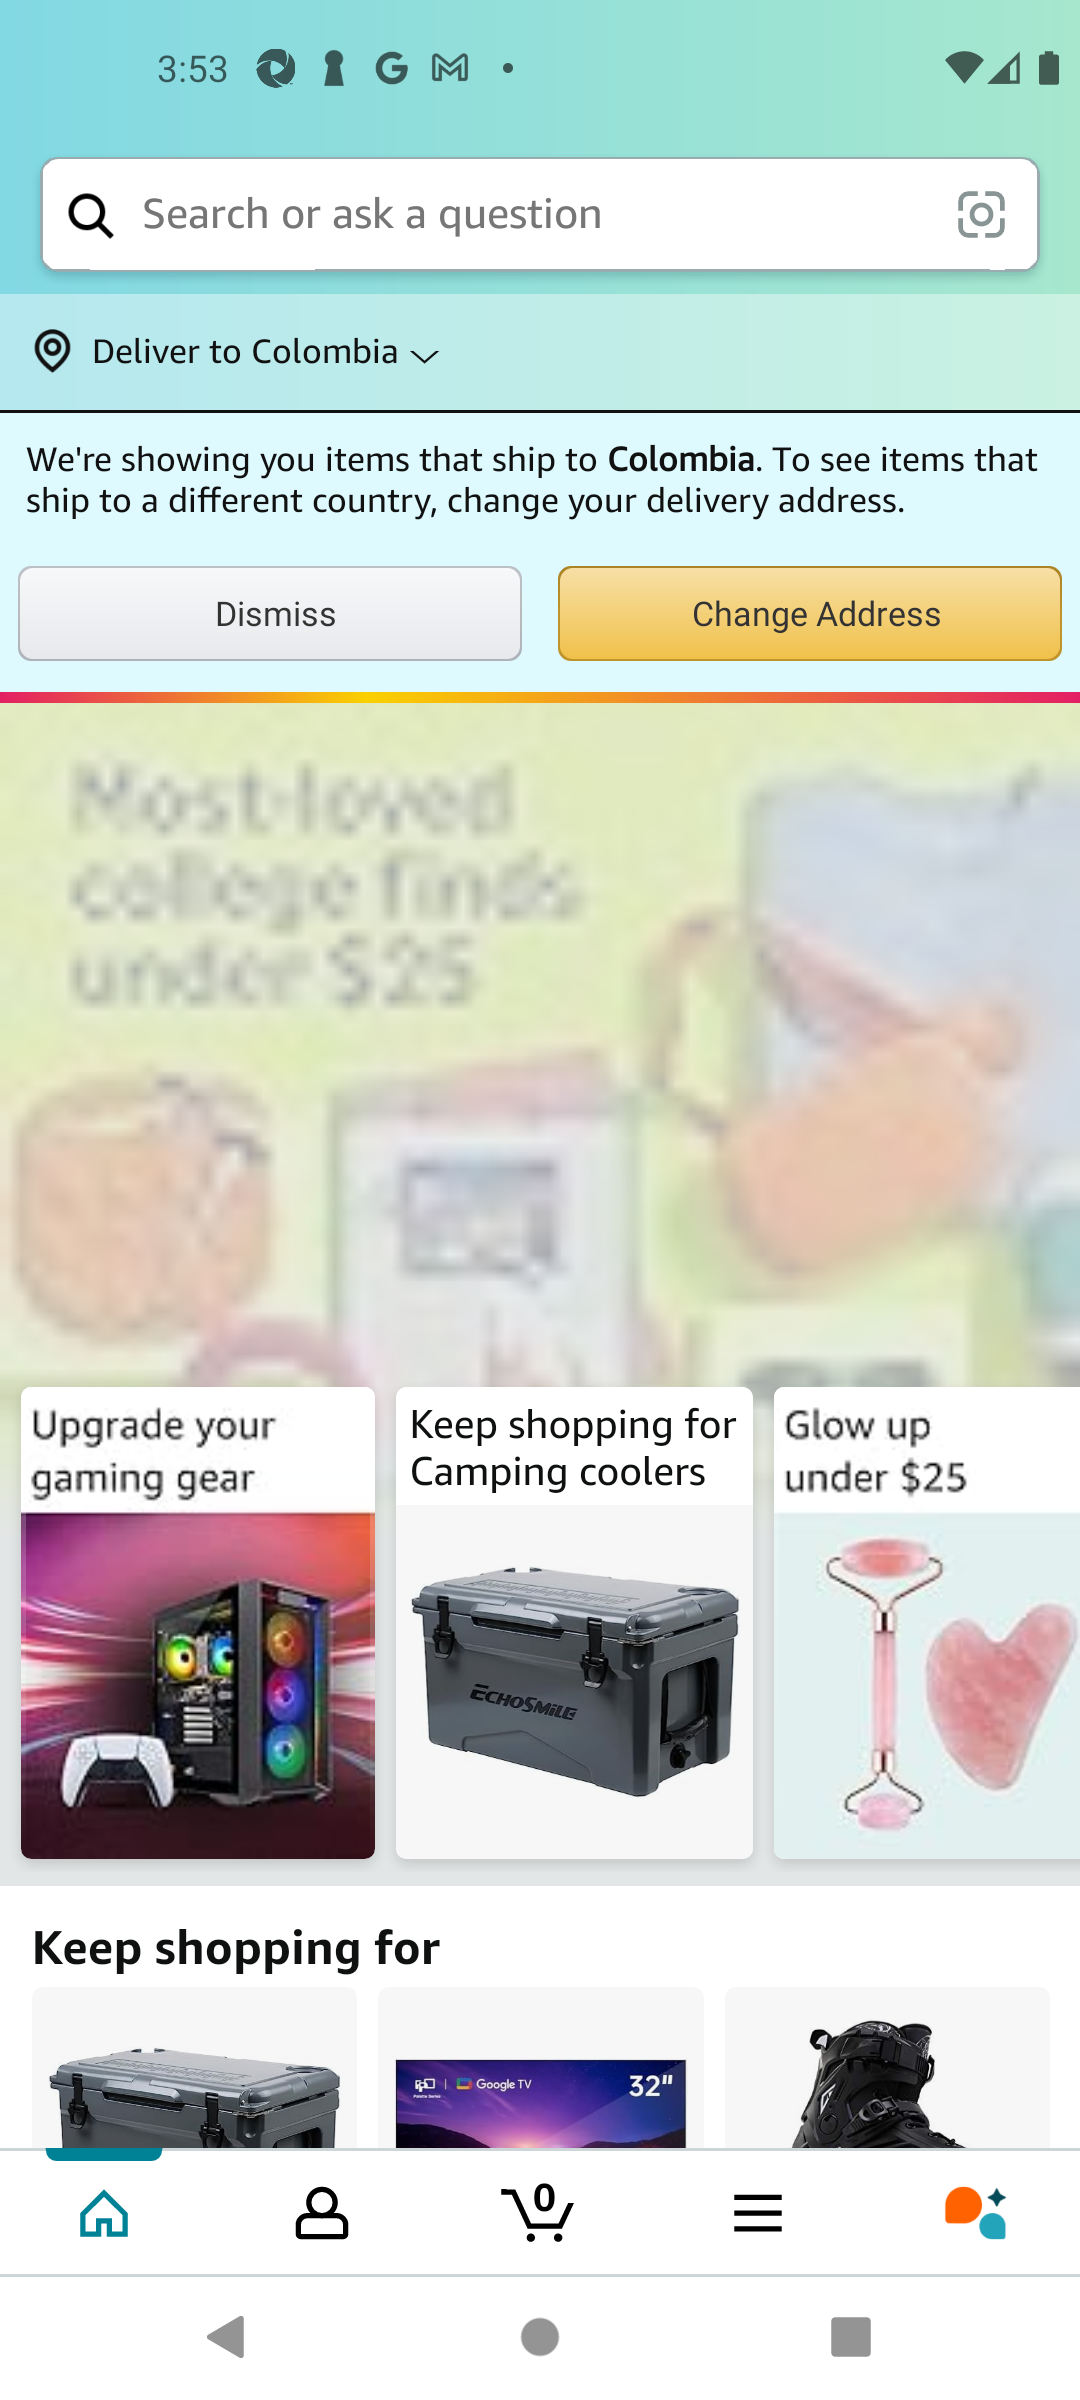 3:53
Search or ask a question
Deliver to Colombia
We're showing you items that ship to Colombia. To see items that
ship to a different country, change your delivery address.
Dismiss
Change Address
Most-loved
college finds
under $25
Upgrade your
gaming gear
Keep shopping for
Camping coolers
ECHOSMILE
Glow up
under $25
Keep shopping for
Google TV
32"
0